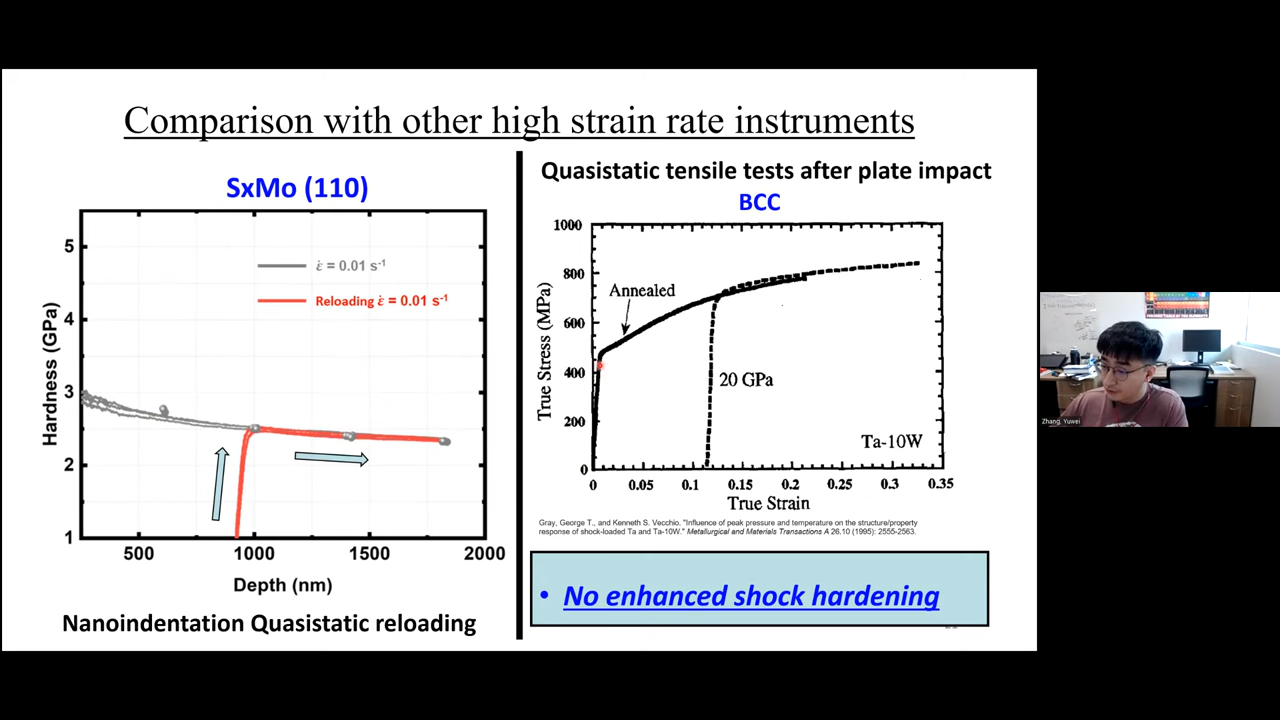 Comparison with other high strain rate instruments
SxMo (110)
Hardness (GPa)
5
4
3
2
1
ε̇ = 0.01 s⁻¹
Reloading ε̇ = 0.01 s⁻¹
500
1000
1500
2000
Depth (nm)
Nanoindentation Quasistatic reloading
Quasistatic tensile tests after plate impact
BCC
True Stress (MPa)
1000
800
600
400
200
0
Annealed
20 GPa
Ta-10W
0
0.05
0.1
0.15
0.2
0.25
0.3
0.35
True Strain
Gray, George T., and Kenneth S. Vecchio. "Influence of peak pressure and temperature on the structure/property
response of shock-loaded Ta and Ta-10W." Metallurgical and Materials Transactions A 26.10 (1995): 2555-2563.
• No enhanced shock hardening
Zhang, Yuwei